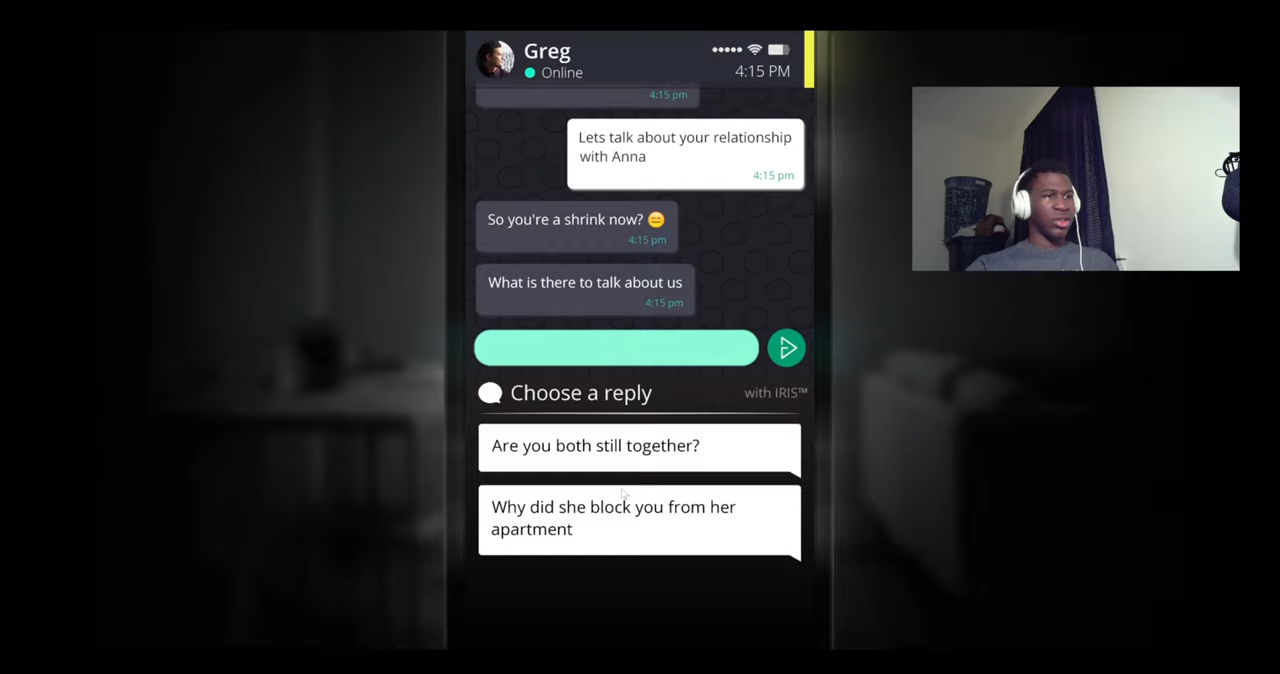 Greg
Online
4:15 PM
4:15 pm
Lets talk about your relationship
with Anna
4:15 pm
So you're a shrink now? 😑
4:15 pm
What is there to talk about us
4:15 pm
Choose a reply
with IRIS™
Are you both still together?
Why did she block you from her
apartment